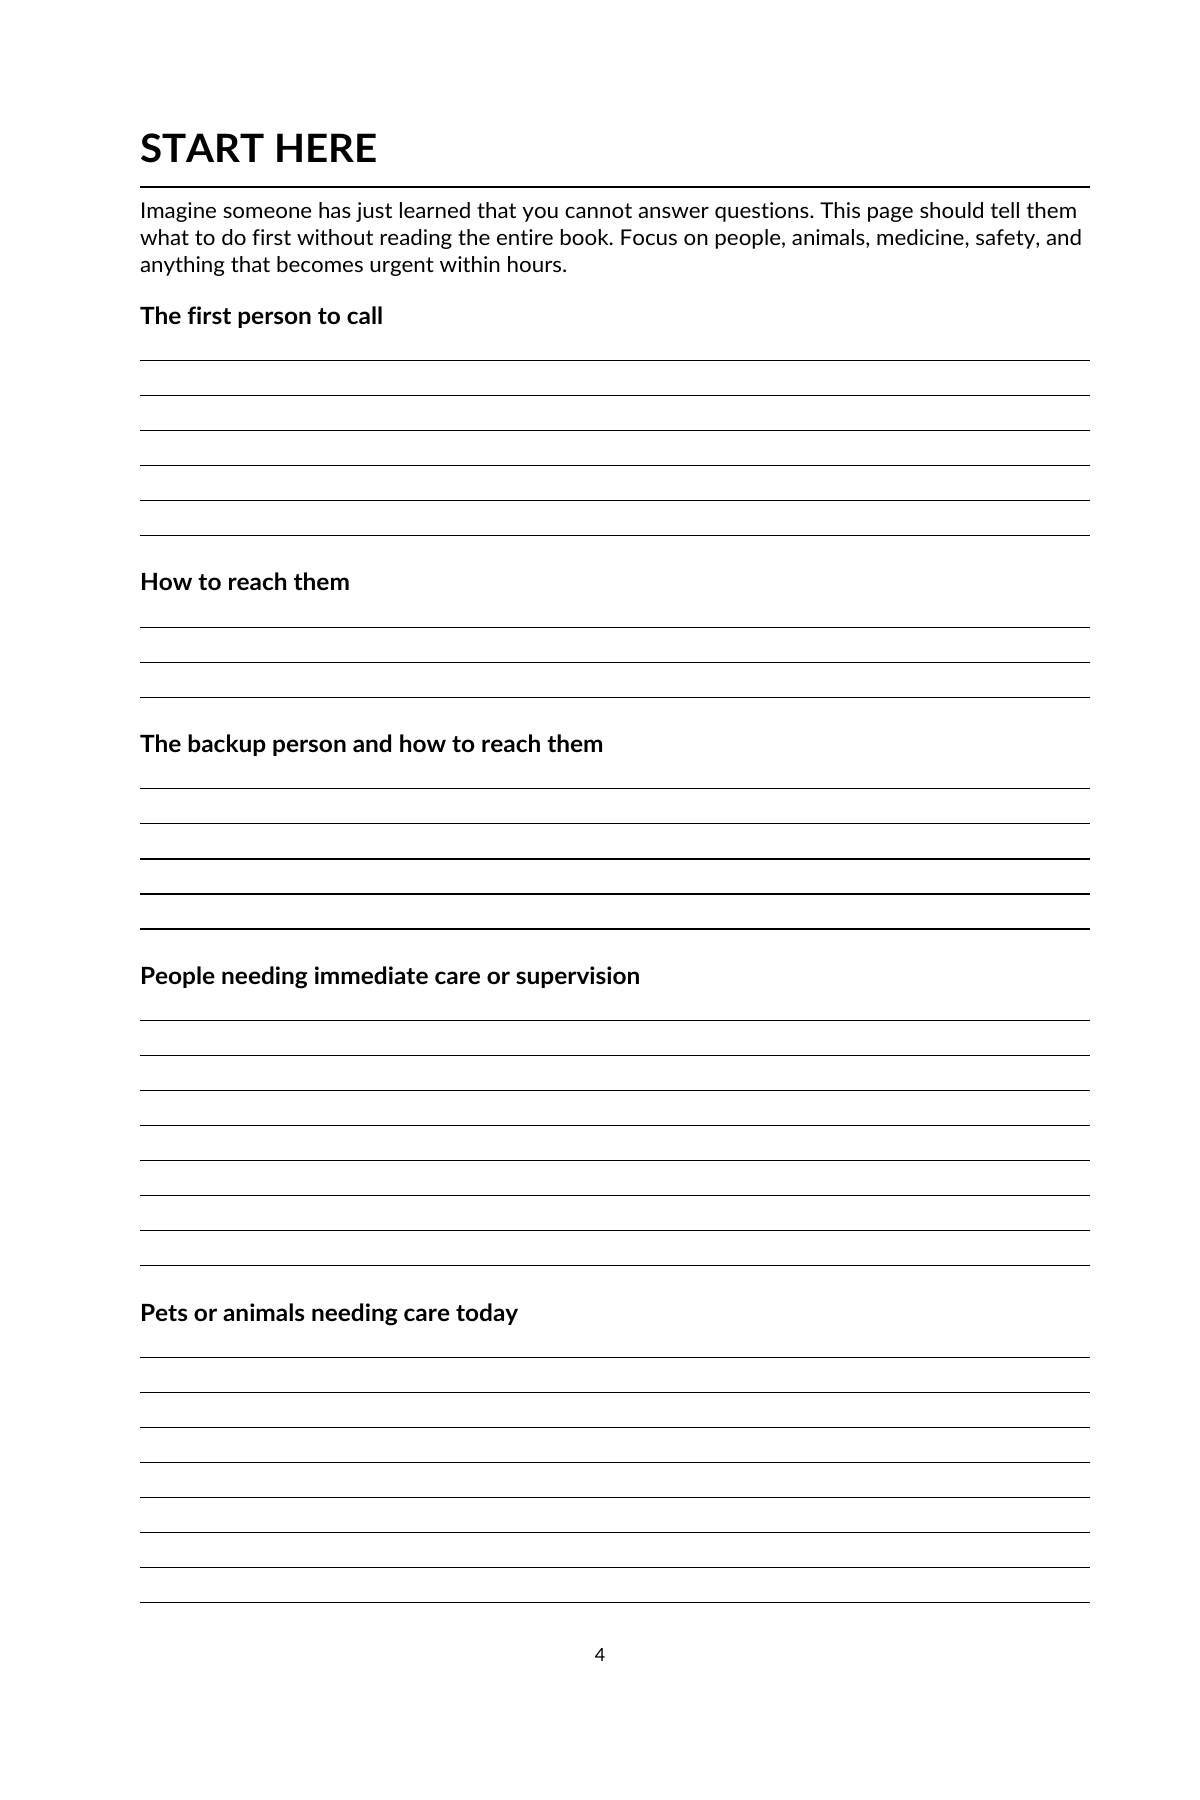 START HERE
Imagine someone has just learned that you cannot answer questions. This page should tell them
what to do first without reading the entire book. Focus on people, animals, medicine, safety, and
anything that becomes urgent within hours.
The first person to call
How to reach them
The backup person and how to reach them
People needing immediate care or supervision
Pets or animals needing care today
4